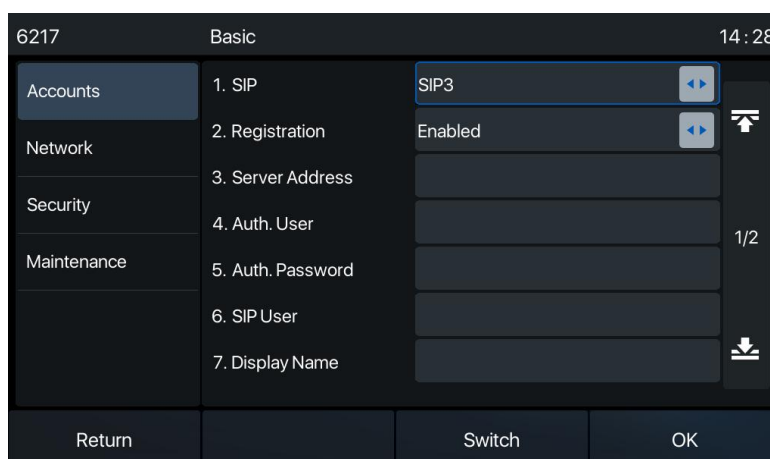 6217 Basic 14:28
Accounts
Network
Security
Maintenance
1. SIP SIP3
2. Registration Enabled
3. Server Address
4. Auth. User
5. Auth. Password
6. SIP User
7. Display Name
1/2
Return Switch OK